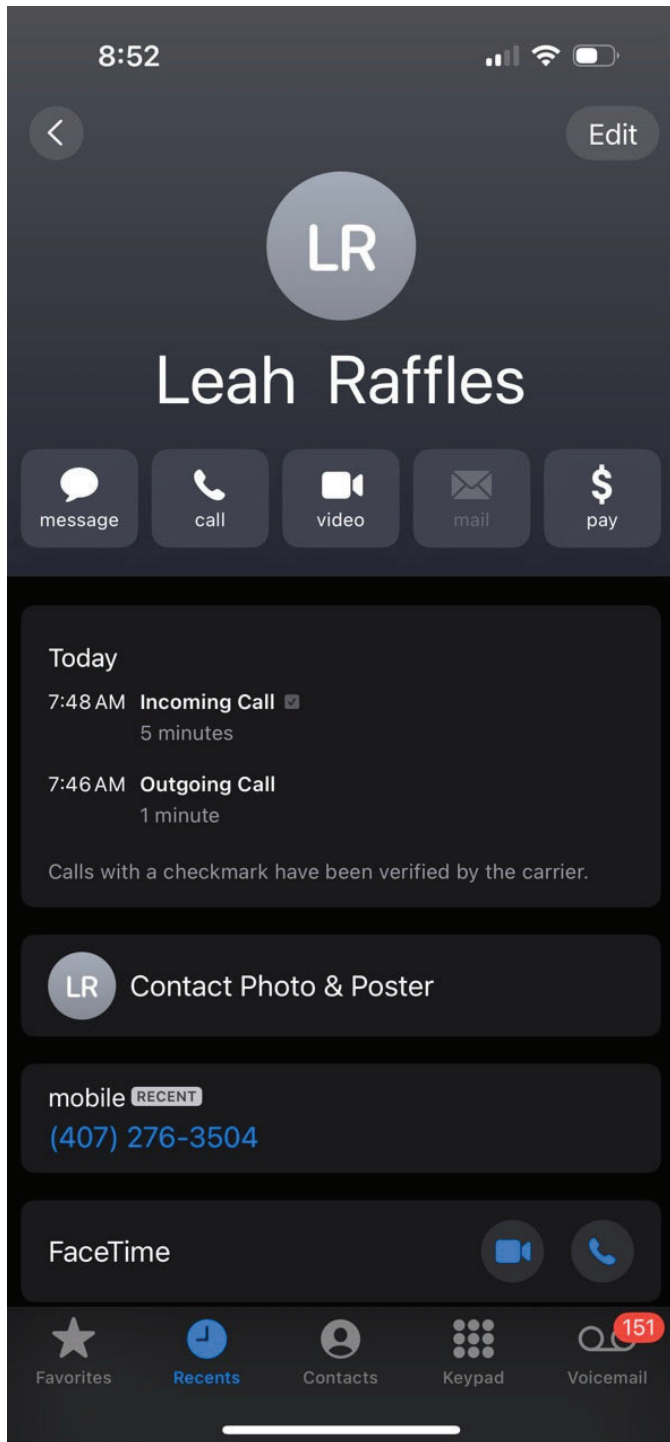 8:52
Edit
LR
Leah Raffles
message call video mail pay
Today
7:48 AM Incoming Call
5 minutes
7:46 AM Outgoing Call
1 minute
Calls with a checkmark have been verified by the carrier.
LR Contact Photo & Poster
mobile RECENT
(407) 276-3504
FaceTime
151
Favorites Recents Contacts Keypad Voicemail